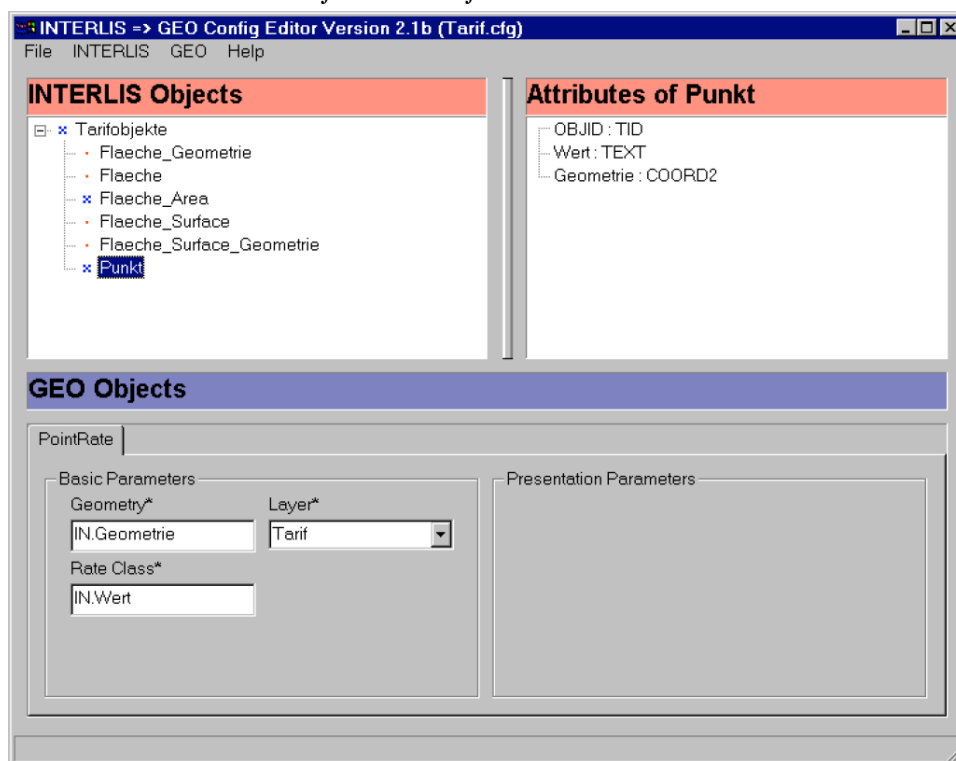 INTERLIS => GEO Config Editor Version 2.1b (Tarif.cfg)
File INTERLIS GEO Help
INTERLIS Objects
Tarifobjekte
Flaeche_Geometrie
Flaeche
Flaeche_Area
Flaeche_Surface
Flaeche_Surface_Geometrie
Punkt
Attributes of Punkt
OBJID : TID
Wert : TEXT
Geometrie : COORD2
GEO Objects
PointRate
Basic Parameters
Geometry* Layer*
IN.Geometrie Tarif
Rate Class*
IN.Wert
Presentation Parameters